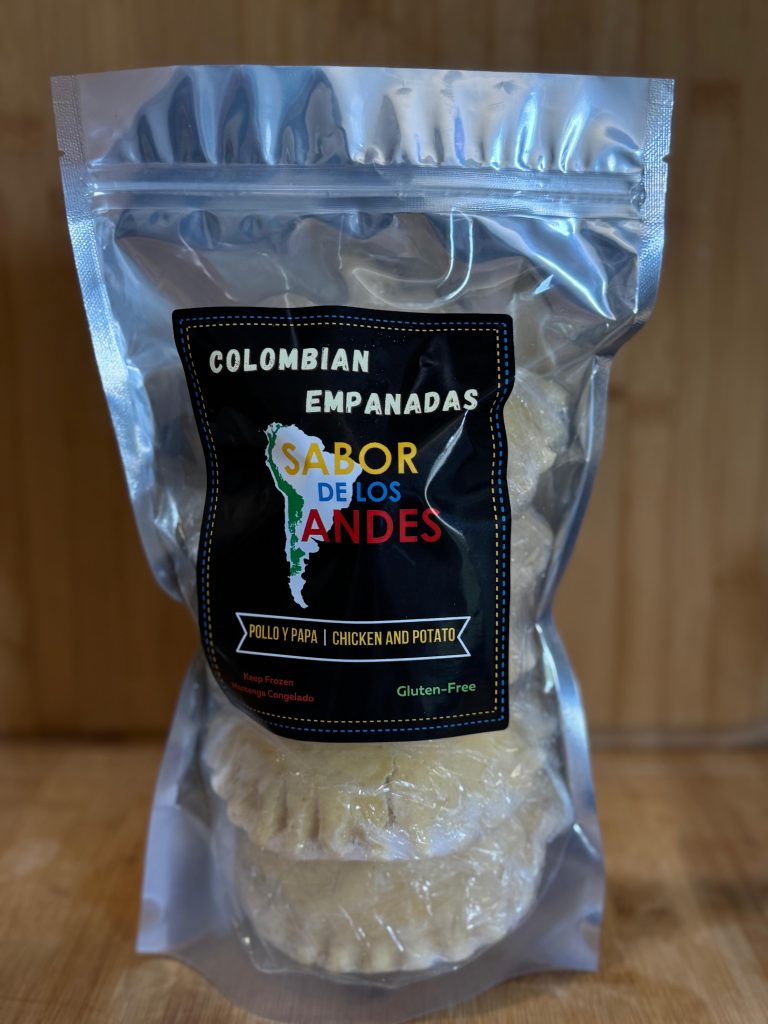 COLOMBIAN
EMPANADAS
SABOR
DE LOS
ANDES
POLLO Y PAPA | CHICKEN AND POTATO
Keep Frozen
Mantenga Congelado
Gluten-Free